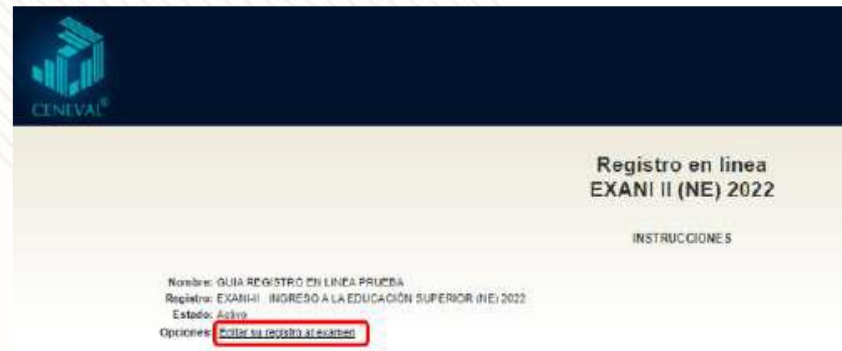 CENEVAL®
Registro en linea
EXANI II (NE) 2022
INSTRUCCIONES
Nombre: GUIA REGISTRO EN LINEA PRUEBA
Registro: EXANI-II INGRESO A LA EDUCACIÓN SUPERIOR (NE) 2022
Estado: Activo
Opciones: Editar su registro al examen